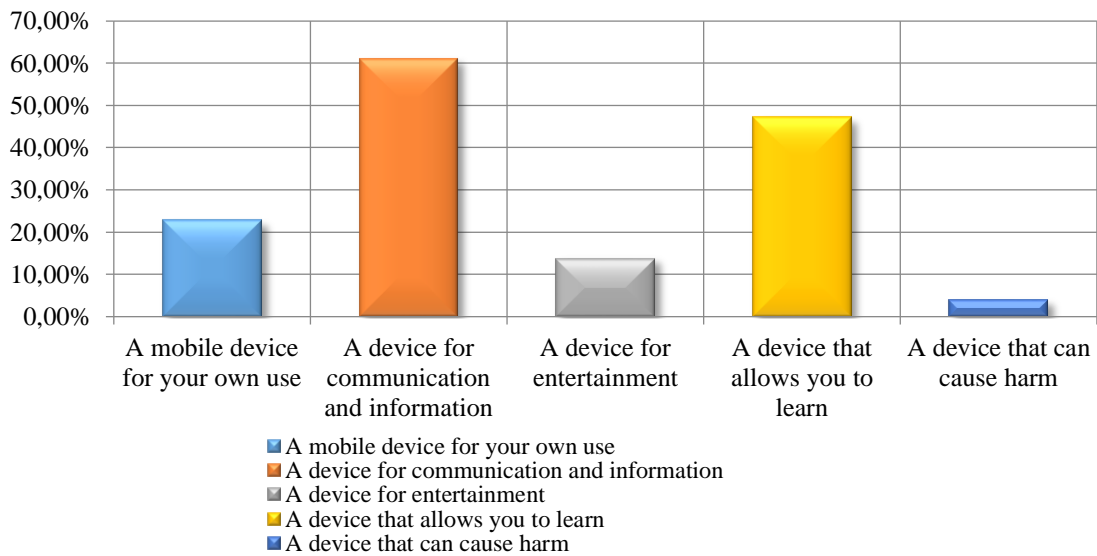 70,00%
60,00%
50,00%
40,00%
30,00%
20,00%
10,00%
0,00%
A mobile device
for your own use
A device for
communication
and information
A device for
entertainment
A device that
allows you to
learn
A device that can
cause harm
A mobile device for your own use
A device for communication and information
A device for entertainment
A device that allows you to learn
A device that can cause harm